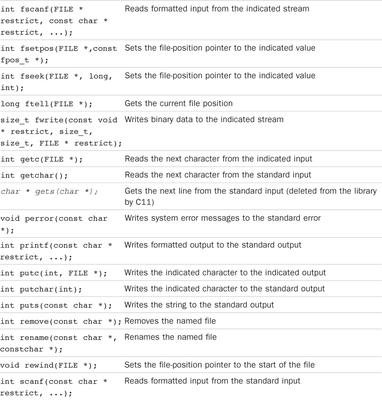 int fscanf(FILE * Reads formatted input from the indicated stream
restrict, const char *
restrict, ...);
int fsetpos(FILE *,const Sets the file-position pointer to the indicated value
fpos_t *);
int fseek(FILE *, long, Sets the file-position pointer to the indicated value
int);
long ftell(FILE *); Gets the current file position
size_t fwrite(const void Writes binary data to the indicated stream
* restrict, size_t,
size_t, FILE * restrict);
int getc(FILE *); Reads the next character from the indicated input
int getchar(); Reads the next character from the standard input
char * gets(char *); Gets the next line from the standard input (deleted from the library
by C11)
void perror(const char Writes system error messages to the standard error
*);
int printf(const char * Writes formatted output to the standard output
restrict, ...);
int putc(int, FILE *); Writes the indicated character to the indicated output
int putchar(int); Writes the indicated character to the standard output
int puts(const char *); Writes the string to the standard output
int remove(const char *); Removes the named file
int rename(const char *, Renames the named file
constchar *);
void rewind(FILE *); Sets the file-position pointer to the start of the file
int scanf(const char * Reads formatted input from the standard input
restrict, ...);